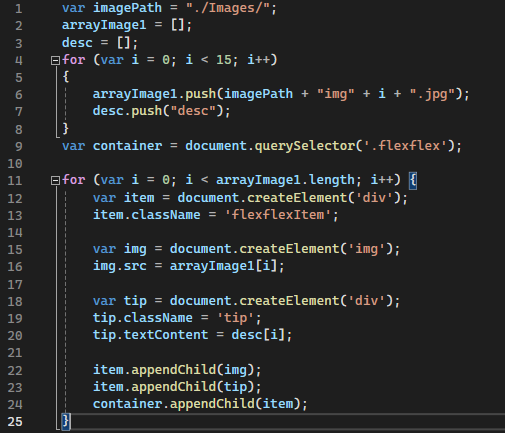 1 var imagePath = "./Images/";
2 arrayImage1 = [];
3 desc = [];
4 for (var i = 0; i < 15; i++)
5 {
6 arrayImage1.push(imagePath + "img" + i + ".jpg");
7 desc.push("desc");
8 }
9 var container = document.querySelector('.flexflex');
10
11 for (var i = 0; i < arrayImage1.length; i++) {
12 var item = document.createElement('div');
13 item.className = 'flexflexItem';
14
15 var img = document.createElement('img');
16 img.src = arrayImage1[i];
17
18 var tip = document.createElement('div');
19 tip.className = 'tip';
20 tip.textContent = desc[i];
21
22 item.appendChild(img);
23 item.appendChild(tip);
24 container.appendChild(item);
25 }